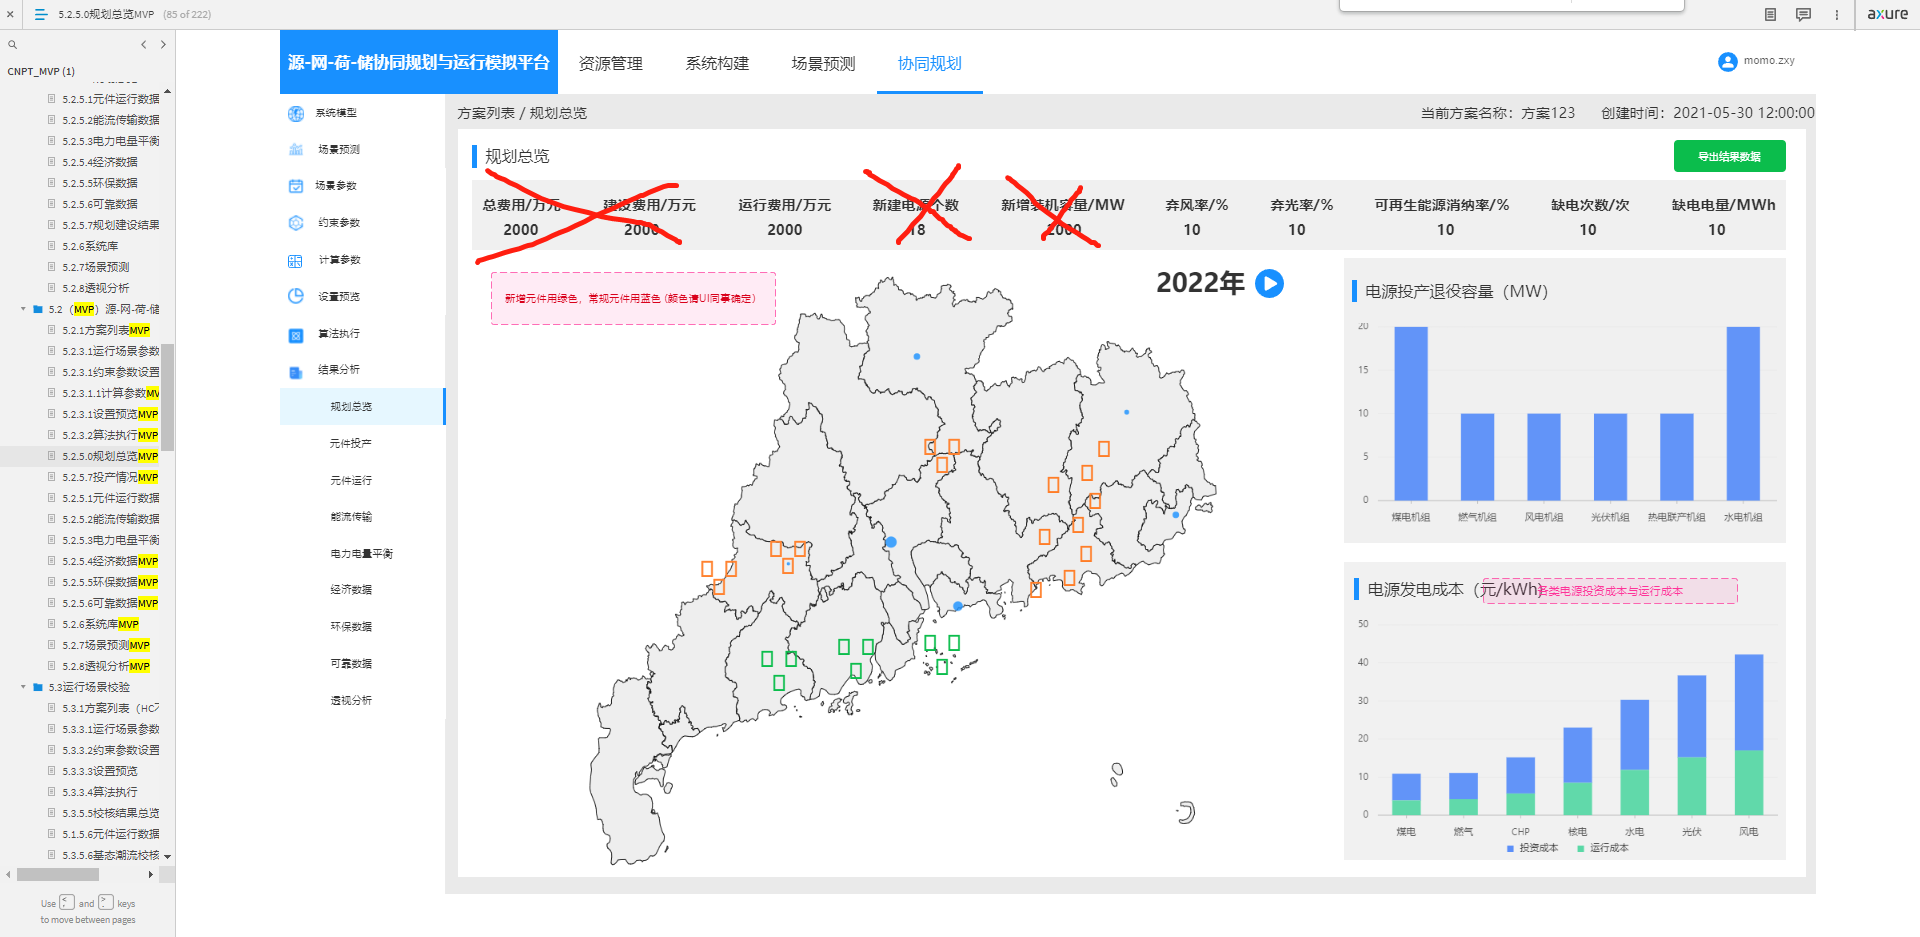 5.2.5.0规划总览MVP (85 of 222)
axure
CNPT_MVP (1)
5.2.5.1元件运行数据
5.2.5.2能流传输数据
5.2.5.3电力电量平衡
5.2.5.4经济数据
5.2.5.5环保数据
5.2.5.6可靠数据
5.2.5.7规划建设结果
5.2.6系统库
5.2.7场景预测
5.2.8透视分析
5.2（MVP）源-网-荷-储
5.2.1方案列表MVP
5.2.3.1运行场景参数
5.2.3.1约束参数设置
5.2.3.1.1计算参数MV
5.2.3.1设置预览MVP
5.2.3.2算法执行MVP
5.2.5.0规划总览MVP
5.2.5.7投产情况MVP
5.2.5.1元件运行数据
5.2.5.2能流传输数据
5.2.5.3电力电量平衡
5.2.5.4经济数据MVP
5.2.5.5环保数据MVP
5.2.5.6可靠数据MVP
5.2.6系统库MVP
5.2.7场景预测MVP
5.2.8透视分析MVP
5.3运行场景校验
5.3.1方案列表（HC
5.3.3.1运行场景参数
5.3.3.2约束参数设置
5.3.3.3设置预览
5.3.3.4算法执行
5.3.5.5校核结果总览
5.1.5.6元件运行数据
5.3.5.6基态潮流校核
Use < , and > . keys
to move between pages
源-网-荷-储协同规划与运行模拟平台
资源管理 系统构建 场景预测 协同规划
momo.zxy
系统模型
场景预测
场景参数
约束参数
计算参数
设置预览
算法执行
结果分析
规划总览
元件投产
元件运行
能流传输
电力电量平衡
经济数据
环保数据
可靠数据
透视分析
方案列表 / 规划总览
当前方案名称：方案123 创建时间：2021-05-30 12:00:00
规划总览
导出结果数据
总费用/万元 建设费用/万元 运行费用/万元 新建电源个数 新增装机容量/MW 弃风率/% 弃光率/% 可再生能源消纳率/% 缺电次数/次 缺电电量/MWh
2000 2000 2000 18 2000 10 10 10 10 10
新增元件用绿色，常规元件用蓝色 (颜色请UI同事确定)
2022年
电源投产退役容量（MW）
20
15
10
5
0
煤电机组 燃气机组 风电机组 光伏机组 热电联产机组 水电机组
电源发电成本（元/kWh）
各类电源投资成本与运行成本
50
40
30
20
10
0
煤电 燃气 CHP 核电 水电 光伏 风电
投资成本 运行成本